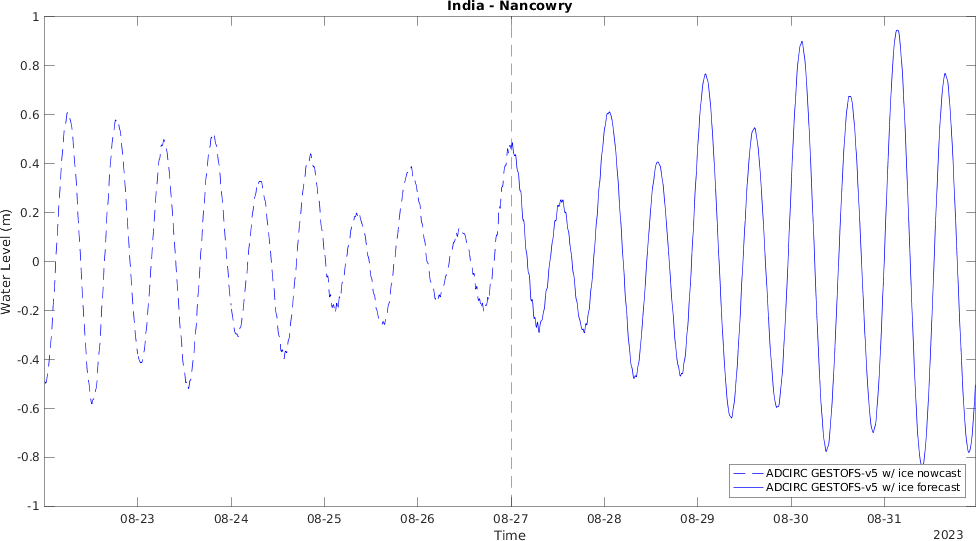 India - Nancowry
1
0.8
0.6
0.4
0.2
0
-0.2
-0.4
-0.6
-0.8
-1
Water Level (m)
08-23 08-24 08-25 08-26 08-27 08-28 08-29 08-30 08-31
Time
2023
ADCIRC GESTOFS-v5 w/ ice nowcast
ADCIRC GESTOFS-v5 w/ ice forecast